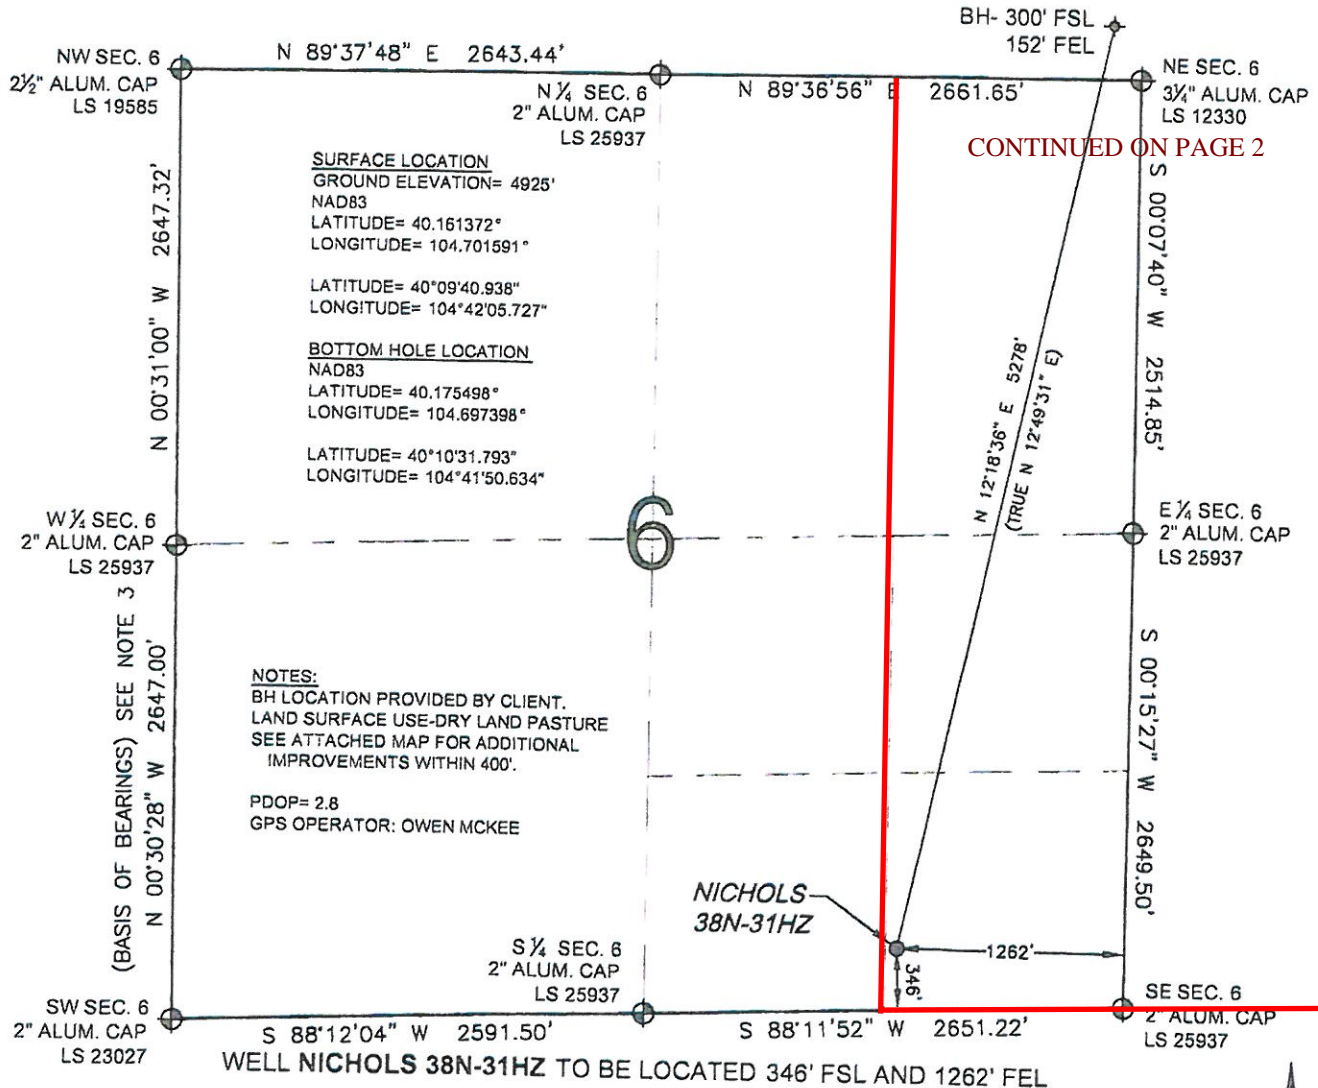 BH- 300' FSL
152' FEL
NW SEC. 6
2½" ALUM. CAP
LS 19585
N 89°37'48" E 2643.44'
N ¼ SEC. 6
2" ALUM. CAP
LS 25937
N 89°36'56" E 2661.65'
NE SEC. 6
3¼" ALUM. CAP
LS 12330
CONTINUED ON PAGE 2
SURFACE LOCATION
GROUND ELEVATION= 4925'
NAD83
LATITUDE= 40.161372°
LONGITUDE= 104.701591°
LATITUDE= 40°09'40.938"
LONGITUDE= 104°42'05.727"
BOTTOM HOLE LOCATION
NAD83
LATITUDE= 40.175498°
LONGITUDE= 104.697398°
LATITUDE= 40°10'31.793"
LONGITUDE= 104°41'50.634"
N 00°31'00" W 2647.32'
S 00°07'40" W 2514.85'
N 12°18'36" E 5278'
(TRUE N 12°49'31" E)
W ¼ SEC. 6
2" ALUM. CAP
LS 25937
6
E ¼ SEC. 6
2" ALUM. CAP
LS 25937
(BASIS OF BEARINGS) SEE NOTE 3
N 00°30'28" W 2647.00'
NOTES:
BH LOCATION PROVIDED BY CLIENT.
LAND SURFACE USE-DRY LAND PASTURE
SEE ATTACHED MAP FOR ADDITIONAL
IMPROVEMENTS WITHIN 400'.
PDOP= 2.8
GPS OPERATOR: OWEN MCKEE
S 00°15'27" W 2649.50'
NICHOLS
38N-31HZ
1262'
346'
S ¼ SEC. 6
2" ALUM. CAP
LS 25937
SW SEC. 6
2" ALUM. CAP
LS 23027
S 88°12'04" W 2591.50'
S 88°11'52" W 2651.22'
SE SEC. 6
2" ALUM. CAP
LS 25937
WELL NICHOLS 38N-31HZ TO BE LOCATED 346' FSL AND 1262' FEL